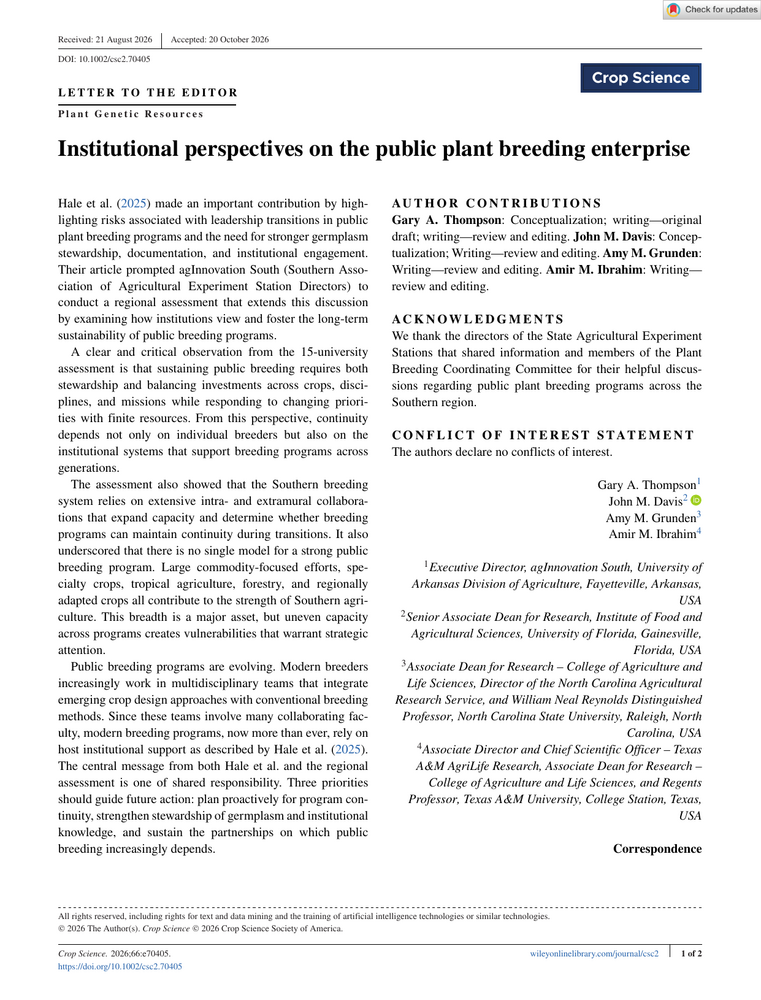 Check for updates
Received: 21 August 2026 | Accepted: 20 October 2026
DOI: 10.1002/csc2.70405
Crop Science
LETTER TO THE EDITOR
Plant Genetic Resources
Institutional perspectives on the public plant breeding enterprise
Hale et al. (2025) made an important contribution by high-
lighting risks associated with leadership transitions in public
plant breeding programs and the need for stronger germplasm
stewardship, documentation, and institutional engagement.
Their article prompted agInnovation South (Southern Asso-
ciation of Agricultural Experiment Station Directors) to
conduct a regional assessment that extends this discussion
by examining how institutions view and foster the long-term
sustainability of public breeding programs.
A clear and critical observation from the 15-university
assessment is that sustaining public breeding requires both
stewardship and balancing investments across crops, disci-
plines, and missions while responding to changing priori-
ties with finite resources. From this perspective, continuity
depends not only on individual breeders but also on the
institutional systems that support breeding programs across
generations.
The assessment also showed that the Southern breeding
system relies on extensive intra- and extramural collabora-
tions that expand capacity and determine whether breeding
programs can maintain continuity during transitions. It also
underscored that there is no single model for a strong public
breeding program. Large commodity-focused efforts, spe-
cialty crops, tropical agriculture, forestry, and regionally
adapted crops all contribute to the strength of Southern agri-
culture. This breadth is a major asset, but uneven capacity
across programs creates vulnerabilities that warrant strategic
attention.
Public breeding programs are evolving. Modern breeders
increasingly work in multidisciplinary teams that integrate
emerging crop design approaches with conventional breeding
methods. Since these teams involve many collaborating fac-
ulty, modern breeding programs, now more than ever, rely on
host institutional support as described by Hale et al. (2025).
The central message from both Hale et al. and the regional
assessment is one of shared responsibility. Three priorities
should guide future action: plan proactively for program con-
tinuity, strengthen stewardship of germplasm and institutional
knowledge, and sustain the partnerships on which public
breeding increasingly depends.
AUTHOR CONTRIBUTIONS
Gary A. Thompson: Conceptualization; writing—original
draft; writing—review and editing. John M. Davis: Concep-
tualization; Writing—review and editing. Amy M. Grunden:
Writing—review and editing. Amir M. Ibrahim: Writing—
review and editing.
ACKNOWLEDGMENTS
We thank the directors of the State Agricultural Experiment
Stations that shared information and members of the Plant
Breeding Coordinating Committee for their helpful discus-
sions regarding public plant breeding programs across the
Southern region.
CONFLICT OF INTEREST STATEMENT
The authors declare no conflicts of interest.
Gary A. Thompson1
John M. Davis2 iD
Amy M. Grunden3
Amir M. Ibrahim4
1Executive Director, agInnovation South, University of
Arkansas Division of Agriculture, Fayetteville, Arkansas,
USA
2Senior Associate Dean for Research, Institute of Food and
Agricultural Sciences, University of Florida, Gainesville,
Florida, USA
3Associate Dean for Research – College of Agriculture and
Life Sciences, Director of the North Carolina Agricultural
Research Service, and William Neal Reynolds Distinguished
Professor, North Carolina State University, Raleigh, North
Carolina, USA
4Associate Director and Chief Scientific Officer – Texas
A&M AgriLife Research, Associate Dean for Research –
College of Agriculture and Life Sciences, and Regents
Professor, Texas A&M University, College Station, Texas,
USA
Correspondence
All rights reserved, including rights for text and data mining and the training of artificial intelligence technologies or similar technologies.
© 2026 The Author(s). Crop Science © 2026 Crop Science Society of America.
Crop Science. 2026;66:e70405.
https://doi.org/10.1002/csc2.70405
wileyonlinelibrary.com/journal/csc2 | 1 of 2